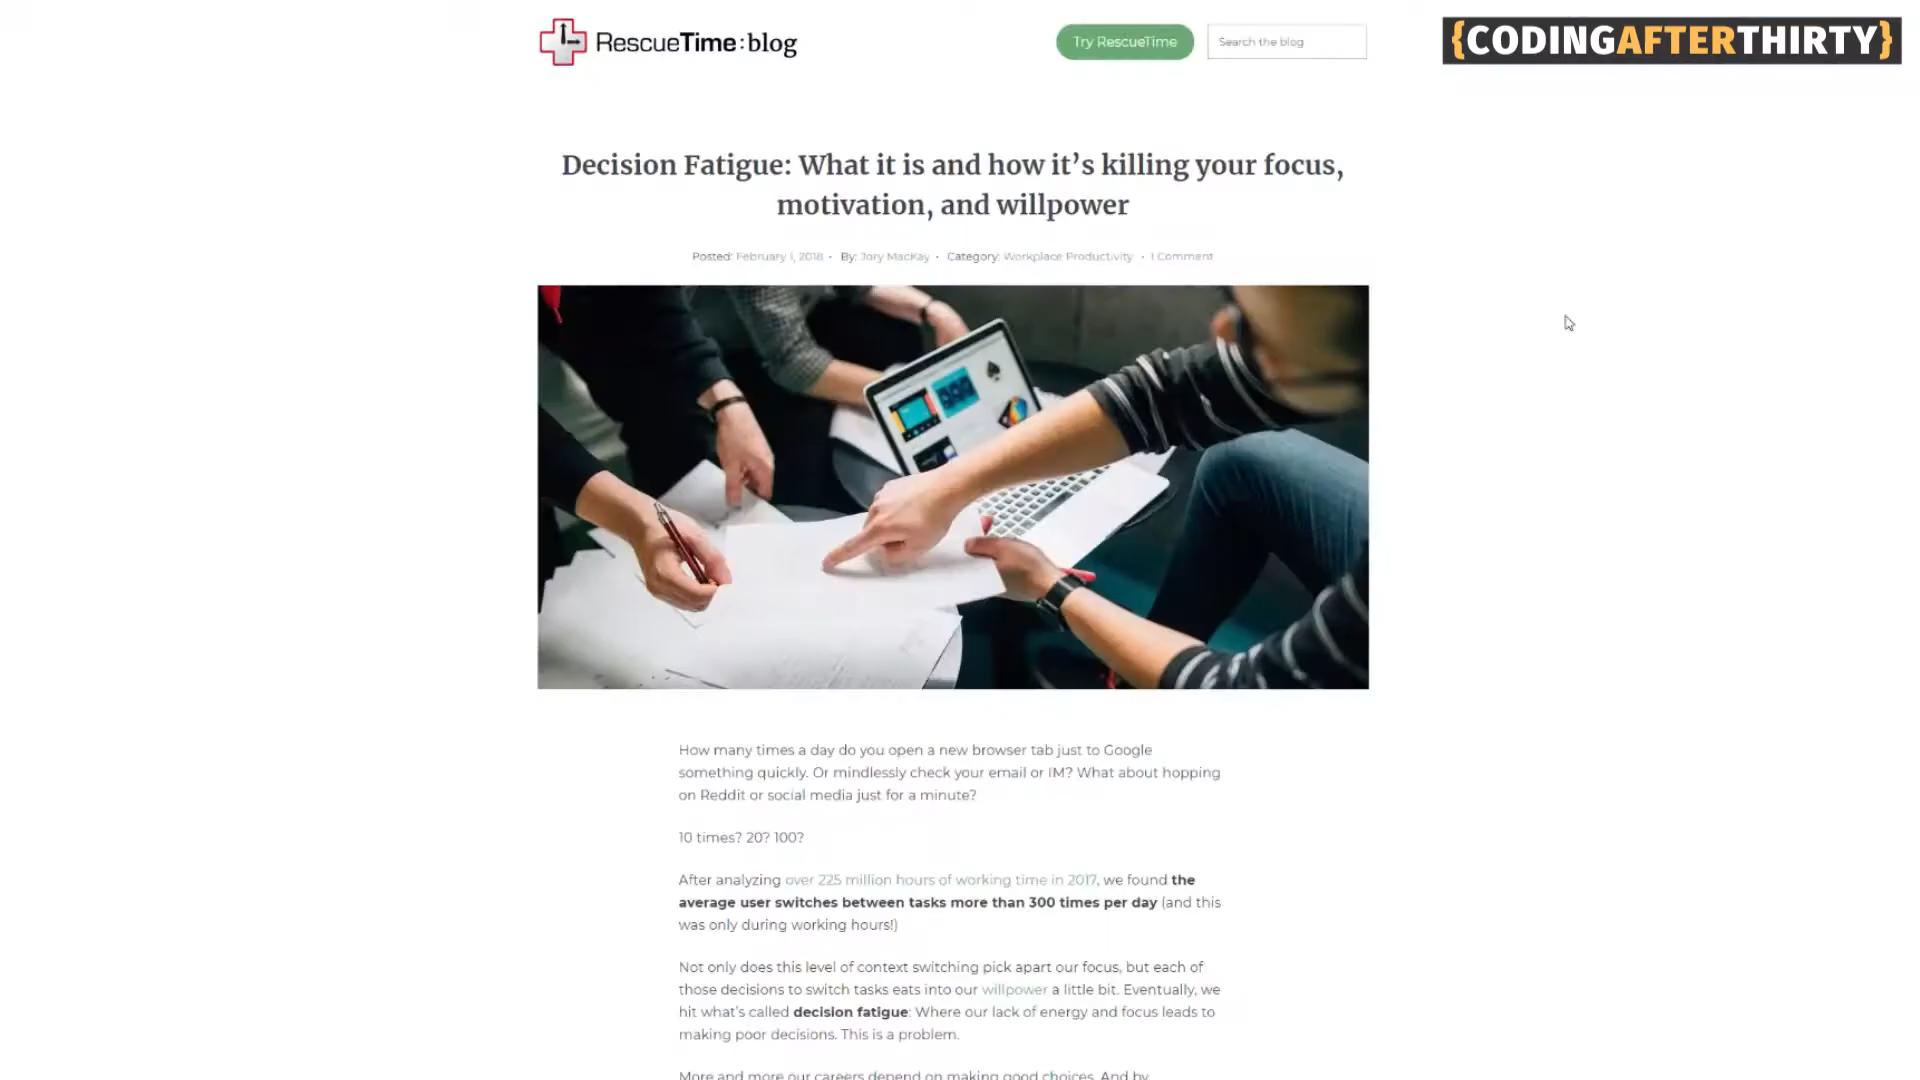 RescueTime:blog
Try RescueTime
Search the blog
{CODINGAFTERTHIRTY}
Decision Fatigue: What it is and how it’s killing your focus,
motivation, and willpower
Posted: February 1, 2018 · By: Jory MacKay · Category: Workplace Productivity · 1 Comment
How many times a day do you open a new browser tab just to Google
something quickly. Or mindlessly check your email or IM? What about hopping
on Reddit or social media just for a minute?
10 times? 20? 100?
After analyzing over 225 million hours of working time in 2017, we found the
average user switches between tasks more than 300 times per day (and this
was only during working hours!)
Not only does this level of context switching pick apart our focus, but each of
those decisions to switch tasks eats into our willpower a little bit. Eventually, we
hit what’s called decision fatigue: Where our lack of energy and focus leads to
making poor decisions. This is a problem.
More and more our careers depend on making good choices. And by